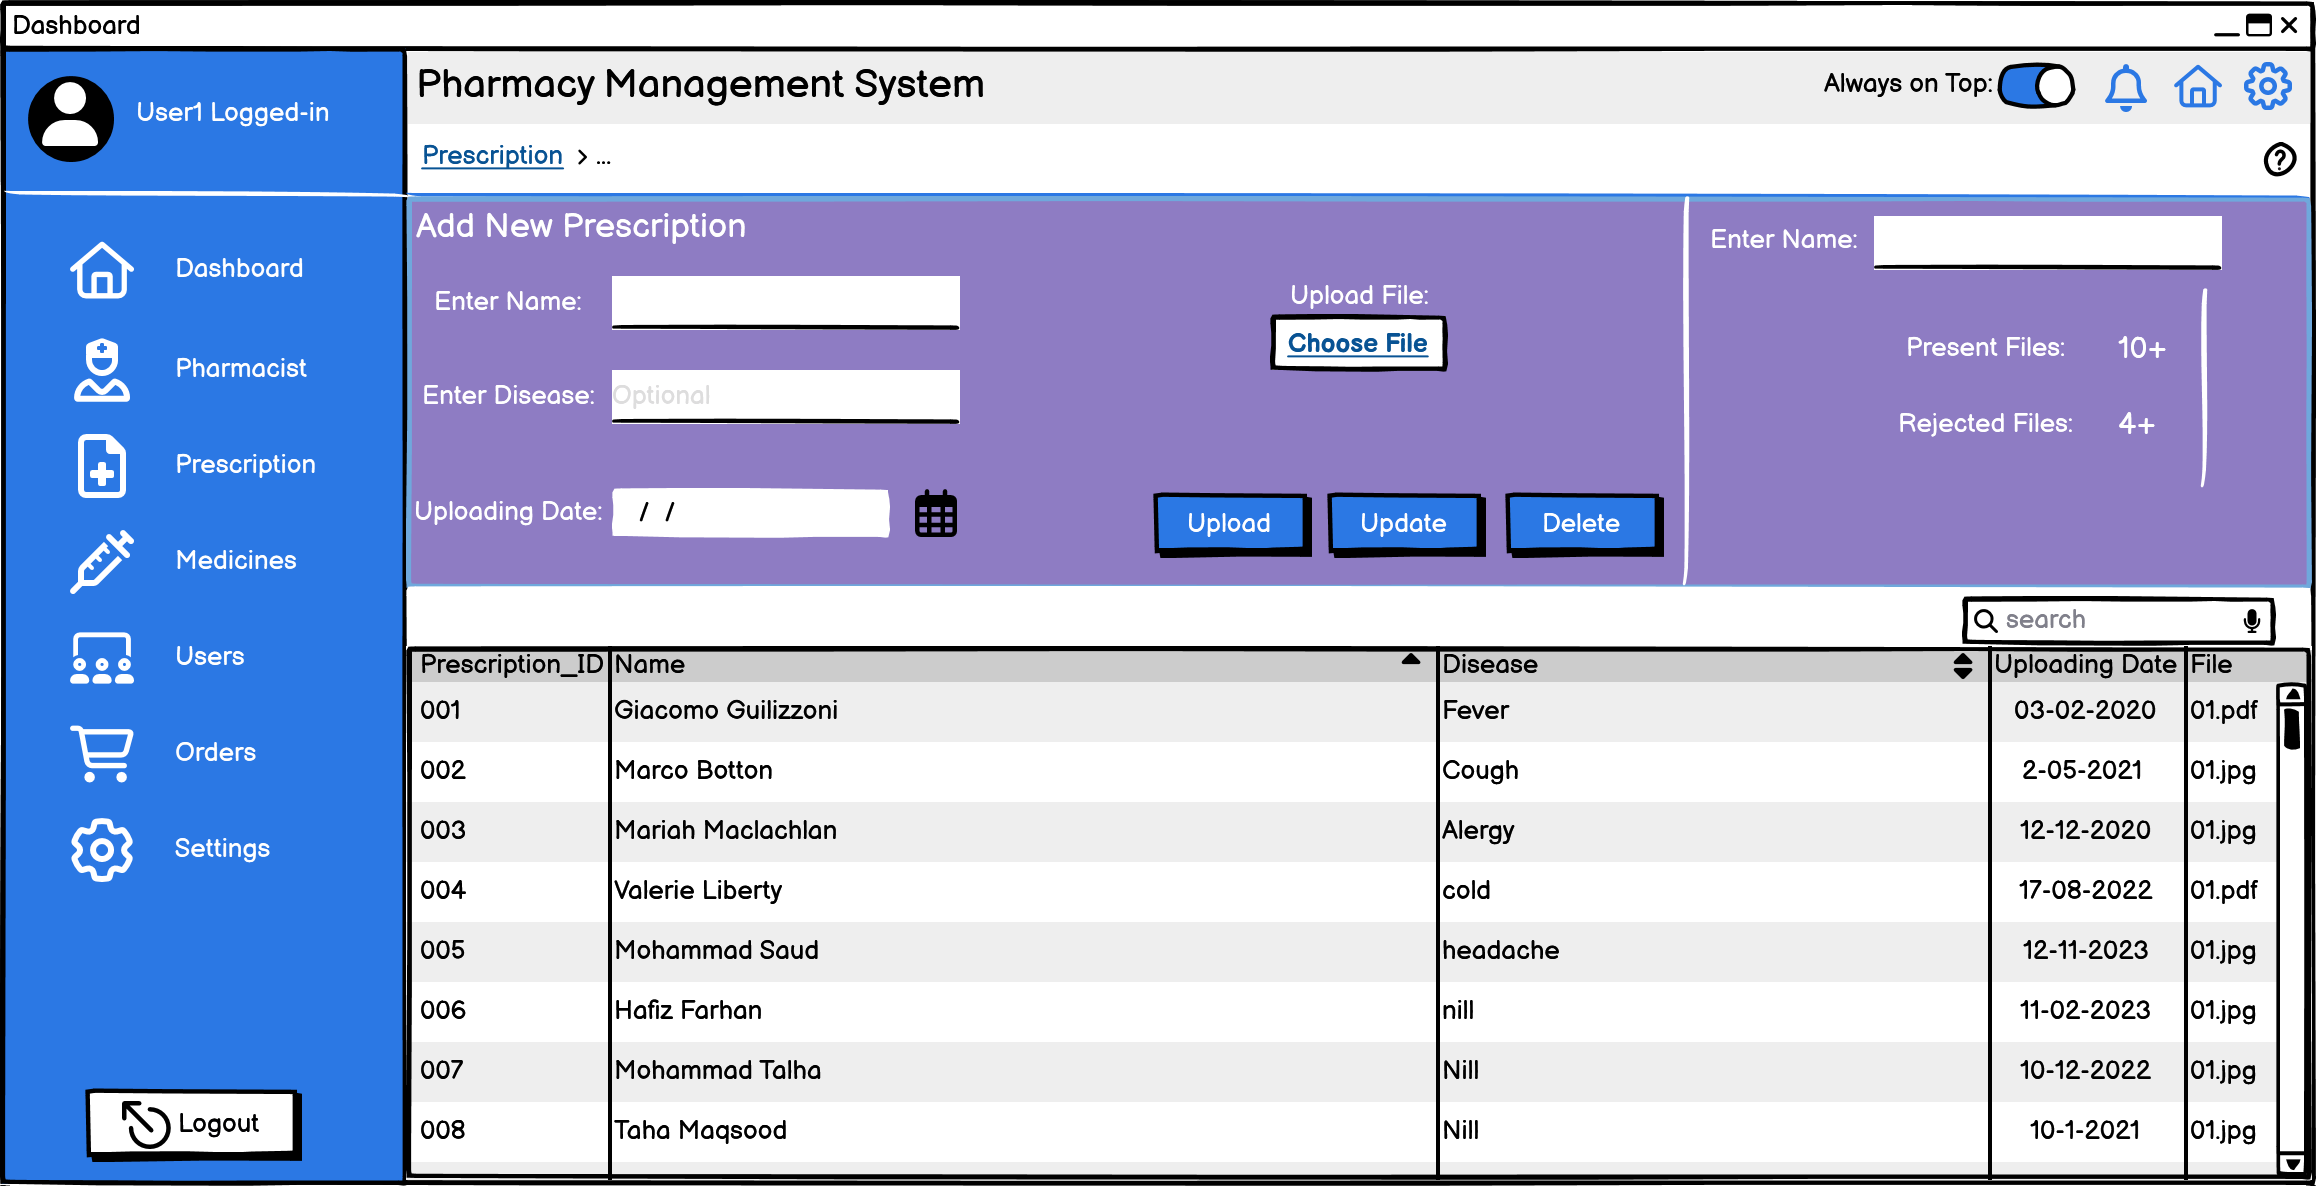 Dashboard
User1 Logged-in
Pharmacy Management System
Always on Top:
Prescription > ...
Dashboard
Pharmacist
Prescription
Medicines
Users
Orders
Settings
Logout
Add New Prescription
Enter Name:
Enter Disease: Optional
Uploading Date: / /
Upload File:
Choose File
Upload Update Delete
Enter Name:
Present Files: 10+
Rejected Files: 4+
search
Prescription_ID Name Disease Uploading Date File
001 Giacomo Guilizzoni Fever 03-02-2020 01.pdf
002 Marco Botton Cough 2-05-2021 01.jpg
003 Mariah Maclachlan Alergy 12-12-2020 01.jpg
004 Valerie Liberty cold 17-08-2022 01.pdf
005 Mohammad Saud headache 12-11-2023 01.jpg
006 Hafiz Farhan nill 11-02-2023 01.jpg
007 Mohammad Talha Nill 10-12-2022 01.jpg
008 Taha Maqsood Nill 10-1-2021 01.jpg